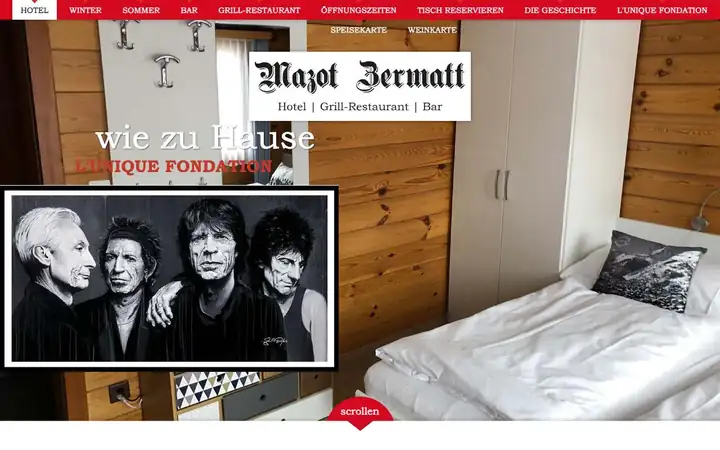 HOTEL WINTER SOMMER BAR GRILL-RESTAURANT ÖFFNUNGSZEITEN TISCH RESERVIEREN DIE GESCHICHTE L'UNIQUE FONDATION
SPEISEKARTE WEINKARTE
Mazot Zermatt
Hotel | Grill-Restaurant | Bar
wie zu Hause
L'UNIQUE FONDATION
scrollen